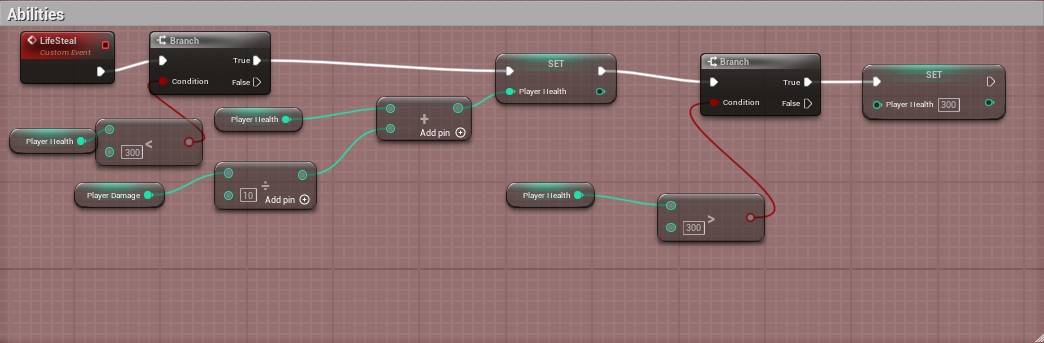 Abilities
LifeSteal
Custom Event
Branch
True
Condition
False
SET
Player Health
Branch
True
Condition
False
SET
Player Health 300
Player Health
<
300
Player Health
+
Add pin
Player Damage
÷
10
Add pin
Player Health
>
300